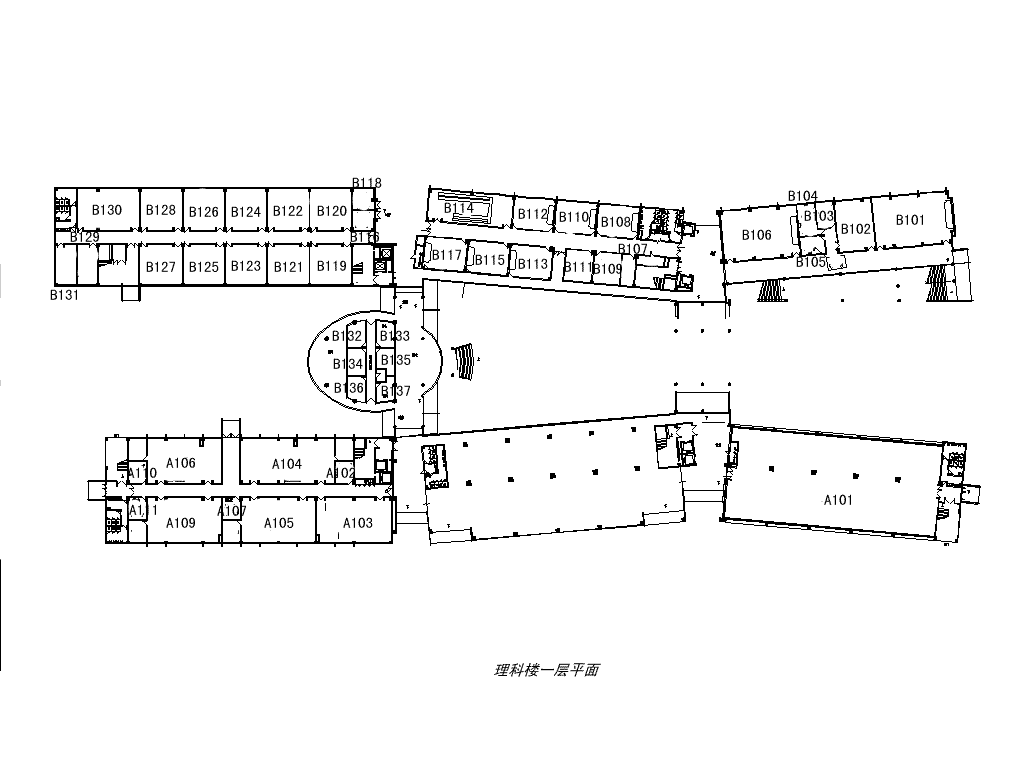 B118
B130 B128 B126 B124 B122 B120
B129
B127 B125 B123 B121 B119
B131
B114 B112 B110 B108
B107
B117 B115 B113 B111 B109
B104
B103
B106 B102 B101
B105
B132 B133
B134 B135
B136 B137
A106 A104
A110 A102
A109 A107 A105 A103
A101
理科楼一层平面